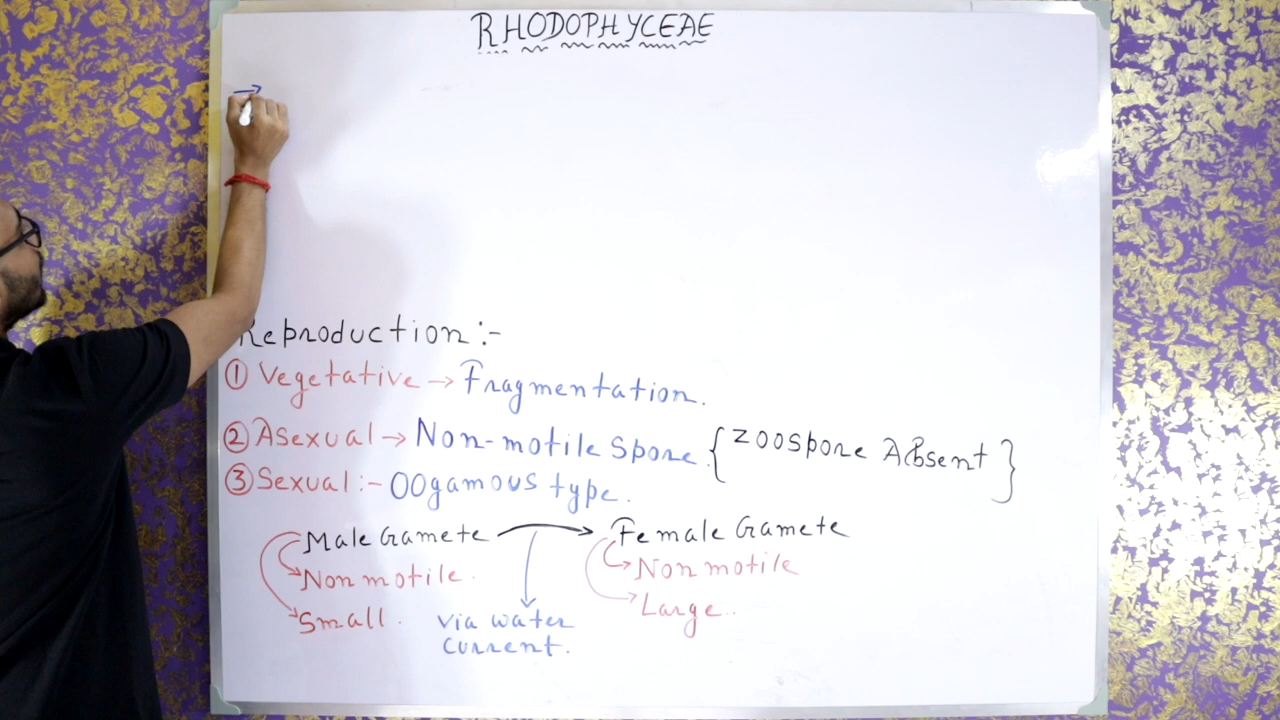 RHODOPHYCEAE
→
Reproduction :-
① Vegetative → Fragmentation.
② Asexual → Non-motile Spore. { zoospore Absent }
③ Sexual :- OOgamous type.
Male Gamete → Female Gamete
Non motile. Non motile
Small. via water Large..
current.